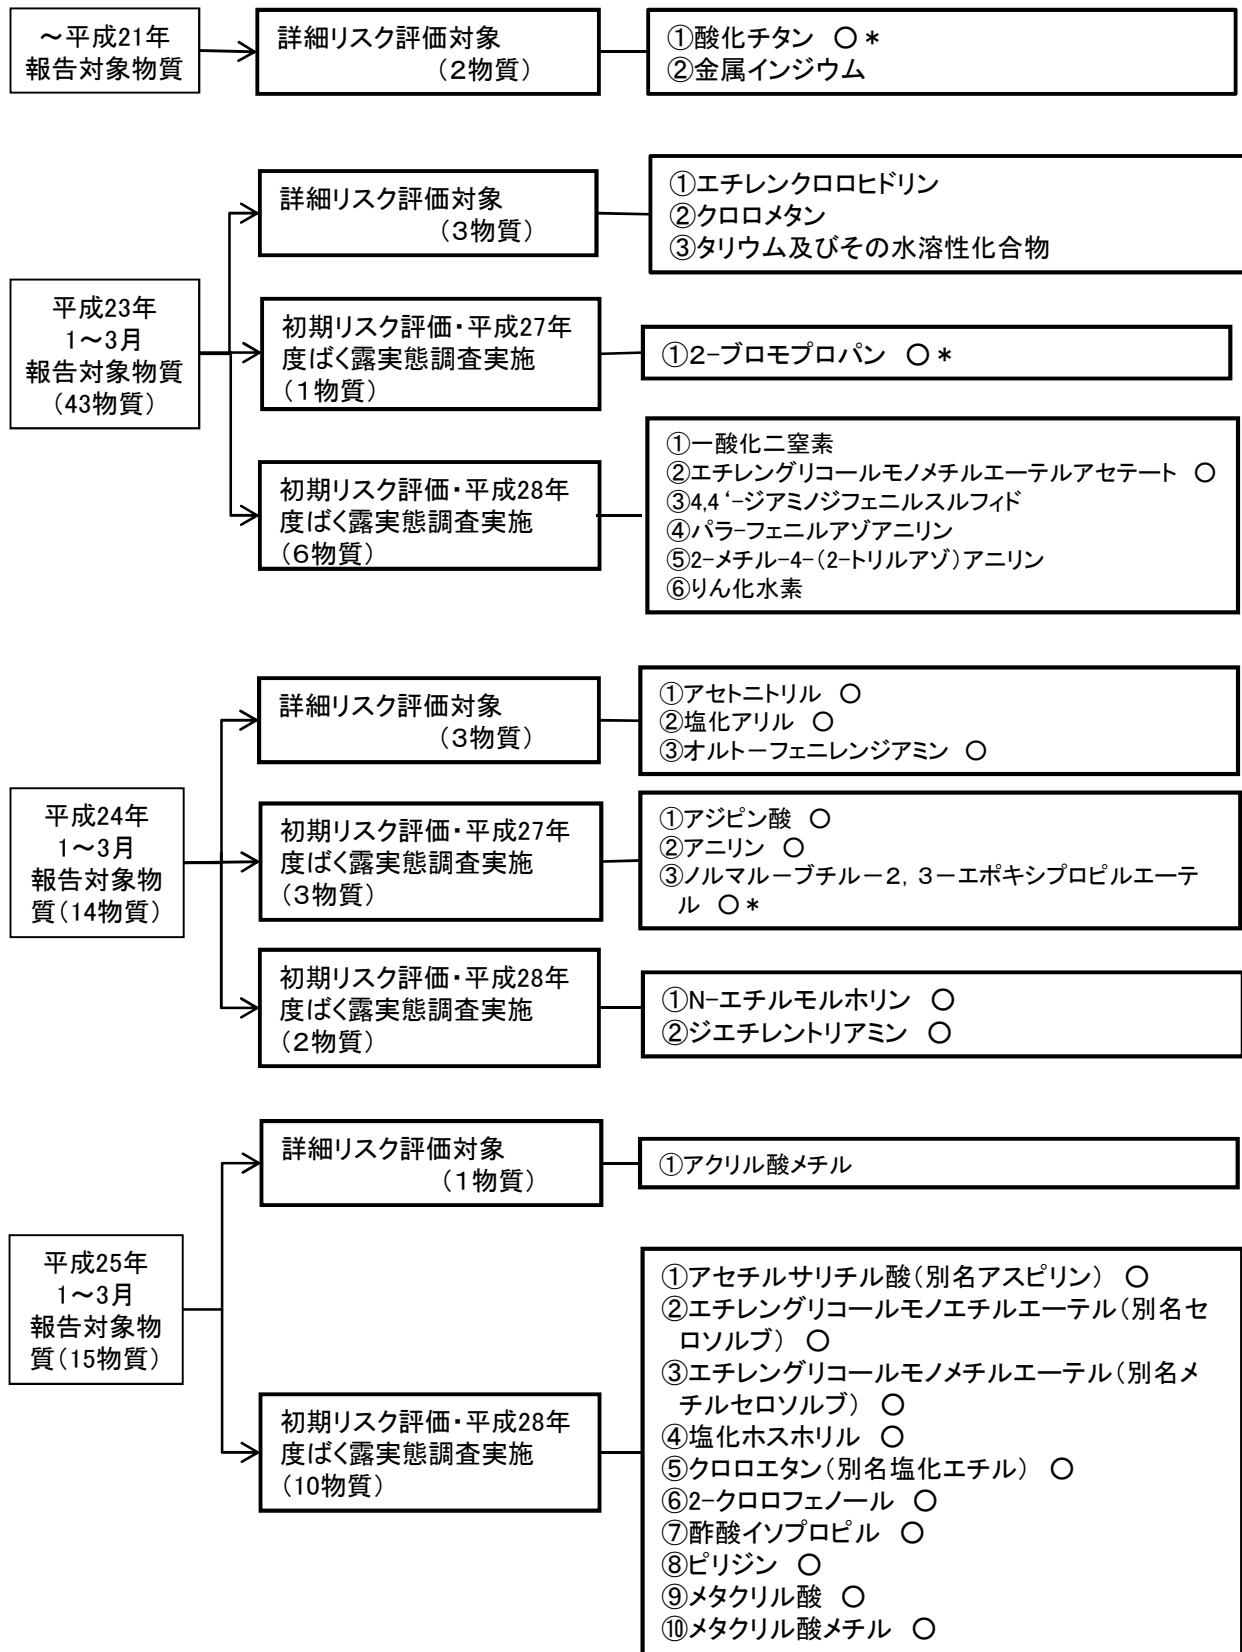 ～平成21年
報告対象物質
詳細リスク評価対象
（2物質）
①酸化チタン ○＊
②金属インジウム
平成23年
1～3月
報告対象物質
（43物質）
詳細リスク評価対象
（3物質）
①エチレンクロロヒドリン
②クロロメタン
③タリウム及びその水溶性化合物
初期リスク評価・平成27年
度ばく露実態調査実施
（1物質）
①2-ブロモプロパン ○＊
初期リスク評価・平成28年
度ばく露実態調査実施
（6物質）
①一酸化二窒素
②エチレングリコールモノメチルエーテルアセテート ○
③4,4‘-ジアミノジフェニルスルフィド
④パラ-フェニルアゾアニリン
⑤2-メチル-4-（2-トリルアゾ）アニリン
⑥りん化水素
平成24年
1～3月
報告対象物
質（14物質）
詳細リスク評価対象
（3物質）
①アセトニトリル ○
②塩化アリル ○
③オルトーフェニレンジアミン ○
初期リスク評価・平成27年
度ばく露実態調査実施
（3物質）
①アジピン酸 ○
②アニリン ○
③ノルマルーブチルー2，3ーエポキシプロピルエーテ
ル ○＊
初期リスク評価・平成28年
度ばく露実態調査実施
（2物質）
①N-エチルモルホリン ○
②ジエチレントリアミン ○
平成25年
1～3月
報告対象物
質（15物質）
詳細リスク評価対象
（1物質）
①アクリル酸メチル
初期リスク評価・平成28年
度ばく露実態調査実施
（10物質）
①アセチルサリチル酸（別名アスピリン） ○
②エチレングリコールモノエチルエーテル（別名セ
ロソルブ） ○
③エチレングリコールモノメチルエーテル（別名メ
チルセロソルブ） ○
④塩化ホスホリル ○
⑤クロロエタン（別名塩化エチル） ○
⑥2-クロロフェノール ○
⑦酢酸イソプロピル ○
⑧ピリジン ○
⑨メタクリル酸 ○
⑩メタクリル酸メチル ○